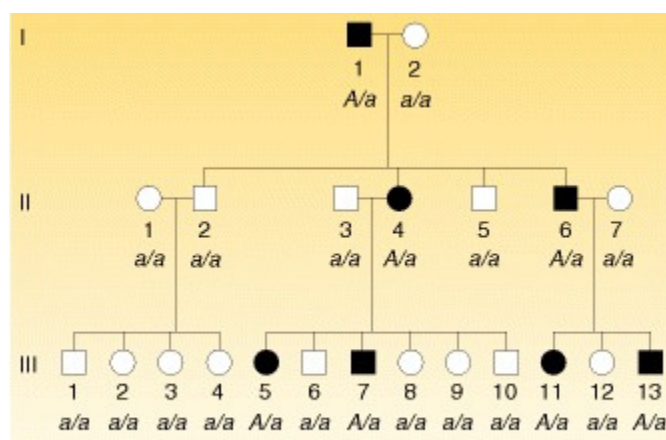 I
1 2
A/a a/a
II
1 2 3 4 5 6 7
a/a a/a a/a A/a a/a A/a a/a
III
1 2 3 4 5 6 7 8 9 10 11 12 13
a/a a/a a/a a/a A/a a/a A/a a/a a/a a/a A/a a/a A/a